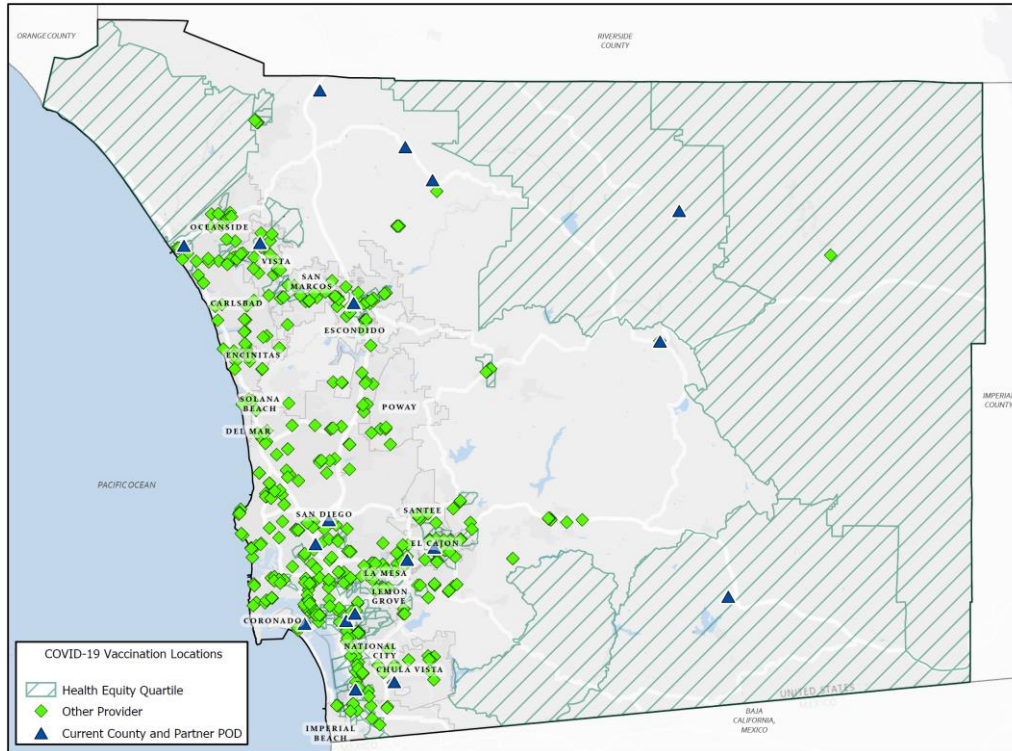 ORANGE COUNTY
RIVERSIDE
COUNTY
OCEANSIDE
VISTA
SAN
MARCOS
CARLSBAD
ESCONDIDO
ENCINITAS
IMPERIAL
COUNTY
SOLANA
BEACH
POWAY
DEL MAR
PACIFIC OCEAN
SAN DIEGO
SANTEE
EL CAJON
LA MESA
LEMON
GROVE
CORONADO
NATIONAL
CITY
CHULA VISTA
IMPERIAL
BEACH
UNITED STATES
MEXICO
BAJA
CALIFORNIA,
MEXICO
COVID-19 Vaccination Locations
Health Equity Quartile
Other Provider
Current County and Partner POD